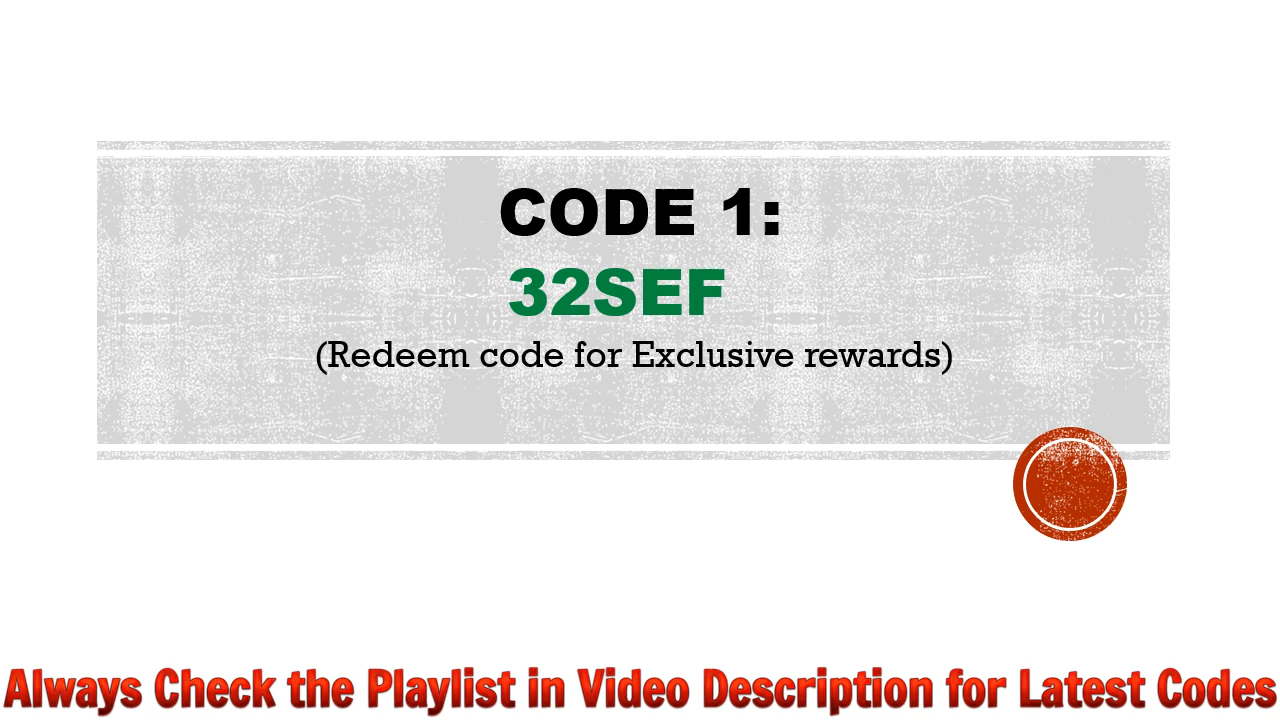 CODE 1:
32SEF
(Redeem code for Exclusive rewards)
Always Check the Playlist in Video Description for Latest Codes